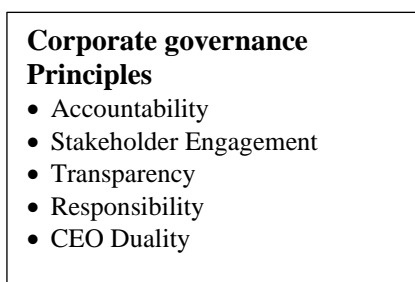 Corporate governance
Principles
• Accountability
• Stakeholder Engagement
• Transparency
• Responsibility
• CEO Duality